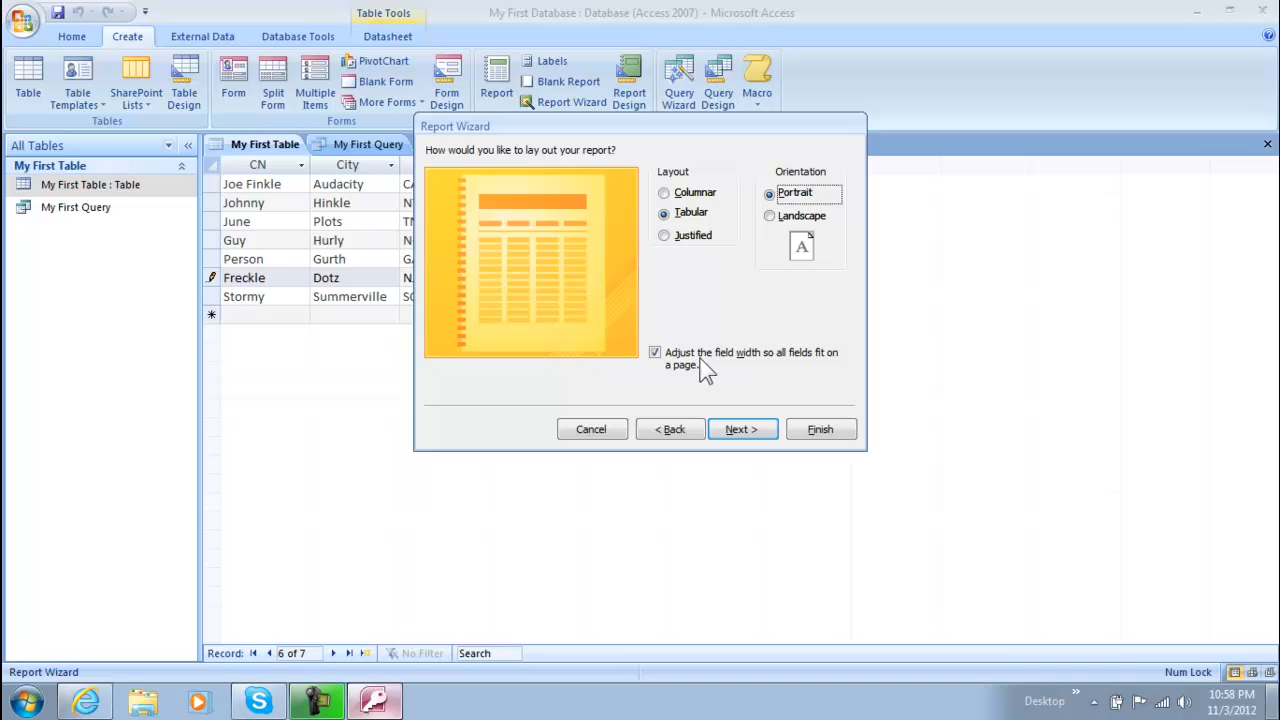 Table Tools
My First Database : Database (Access 2007) - Microsoft Access
Home
Create
External Data
Database Tools
Datasheet
Table
Table Templates
SharePoint Lists
Table Design
Tables
Form
Split Form
Multiple Items
PivotChart
Blank Form
More Forms
Form Design
Forms
Report
Labels
Blank Report
Report Wizard
Report Design
Query Wizard
Query Design
Macro
All Tables
My First Table
My First Table : Table
My First Query
My First Table
My First Query
CN
City
Joe Finkle
Audacity
Johnny
Hinkle
June
Plots
Guy
Hurly
Person
Gurth
Freckle
Dotz
Stormy
Summerville
Report Wizard
How would you like to lay out your report?
Layout
Columnar
Tabular
Justified
Orientation
Portrait
Landscape
A
Adjust the field width so all fields fit on
a page.
Cancel
< Back
Next >
Finish
Record:
6 of 7
No Filter
Search
Report Wizard
Num Lock
Desktop
10:58 PM
11/3/2012